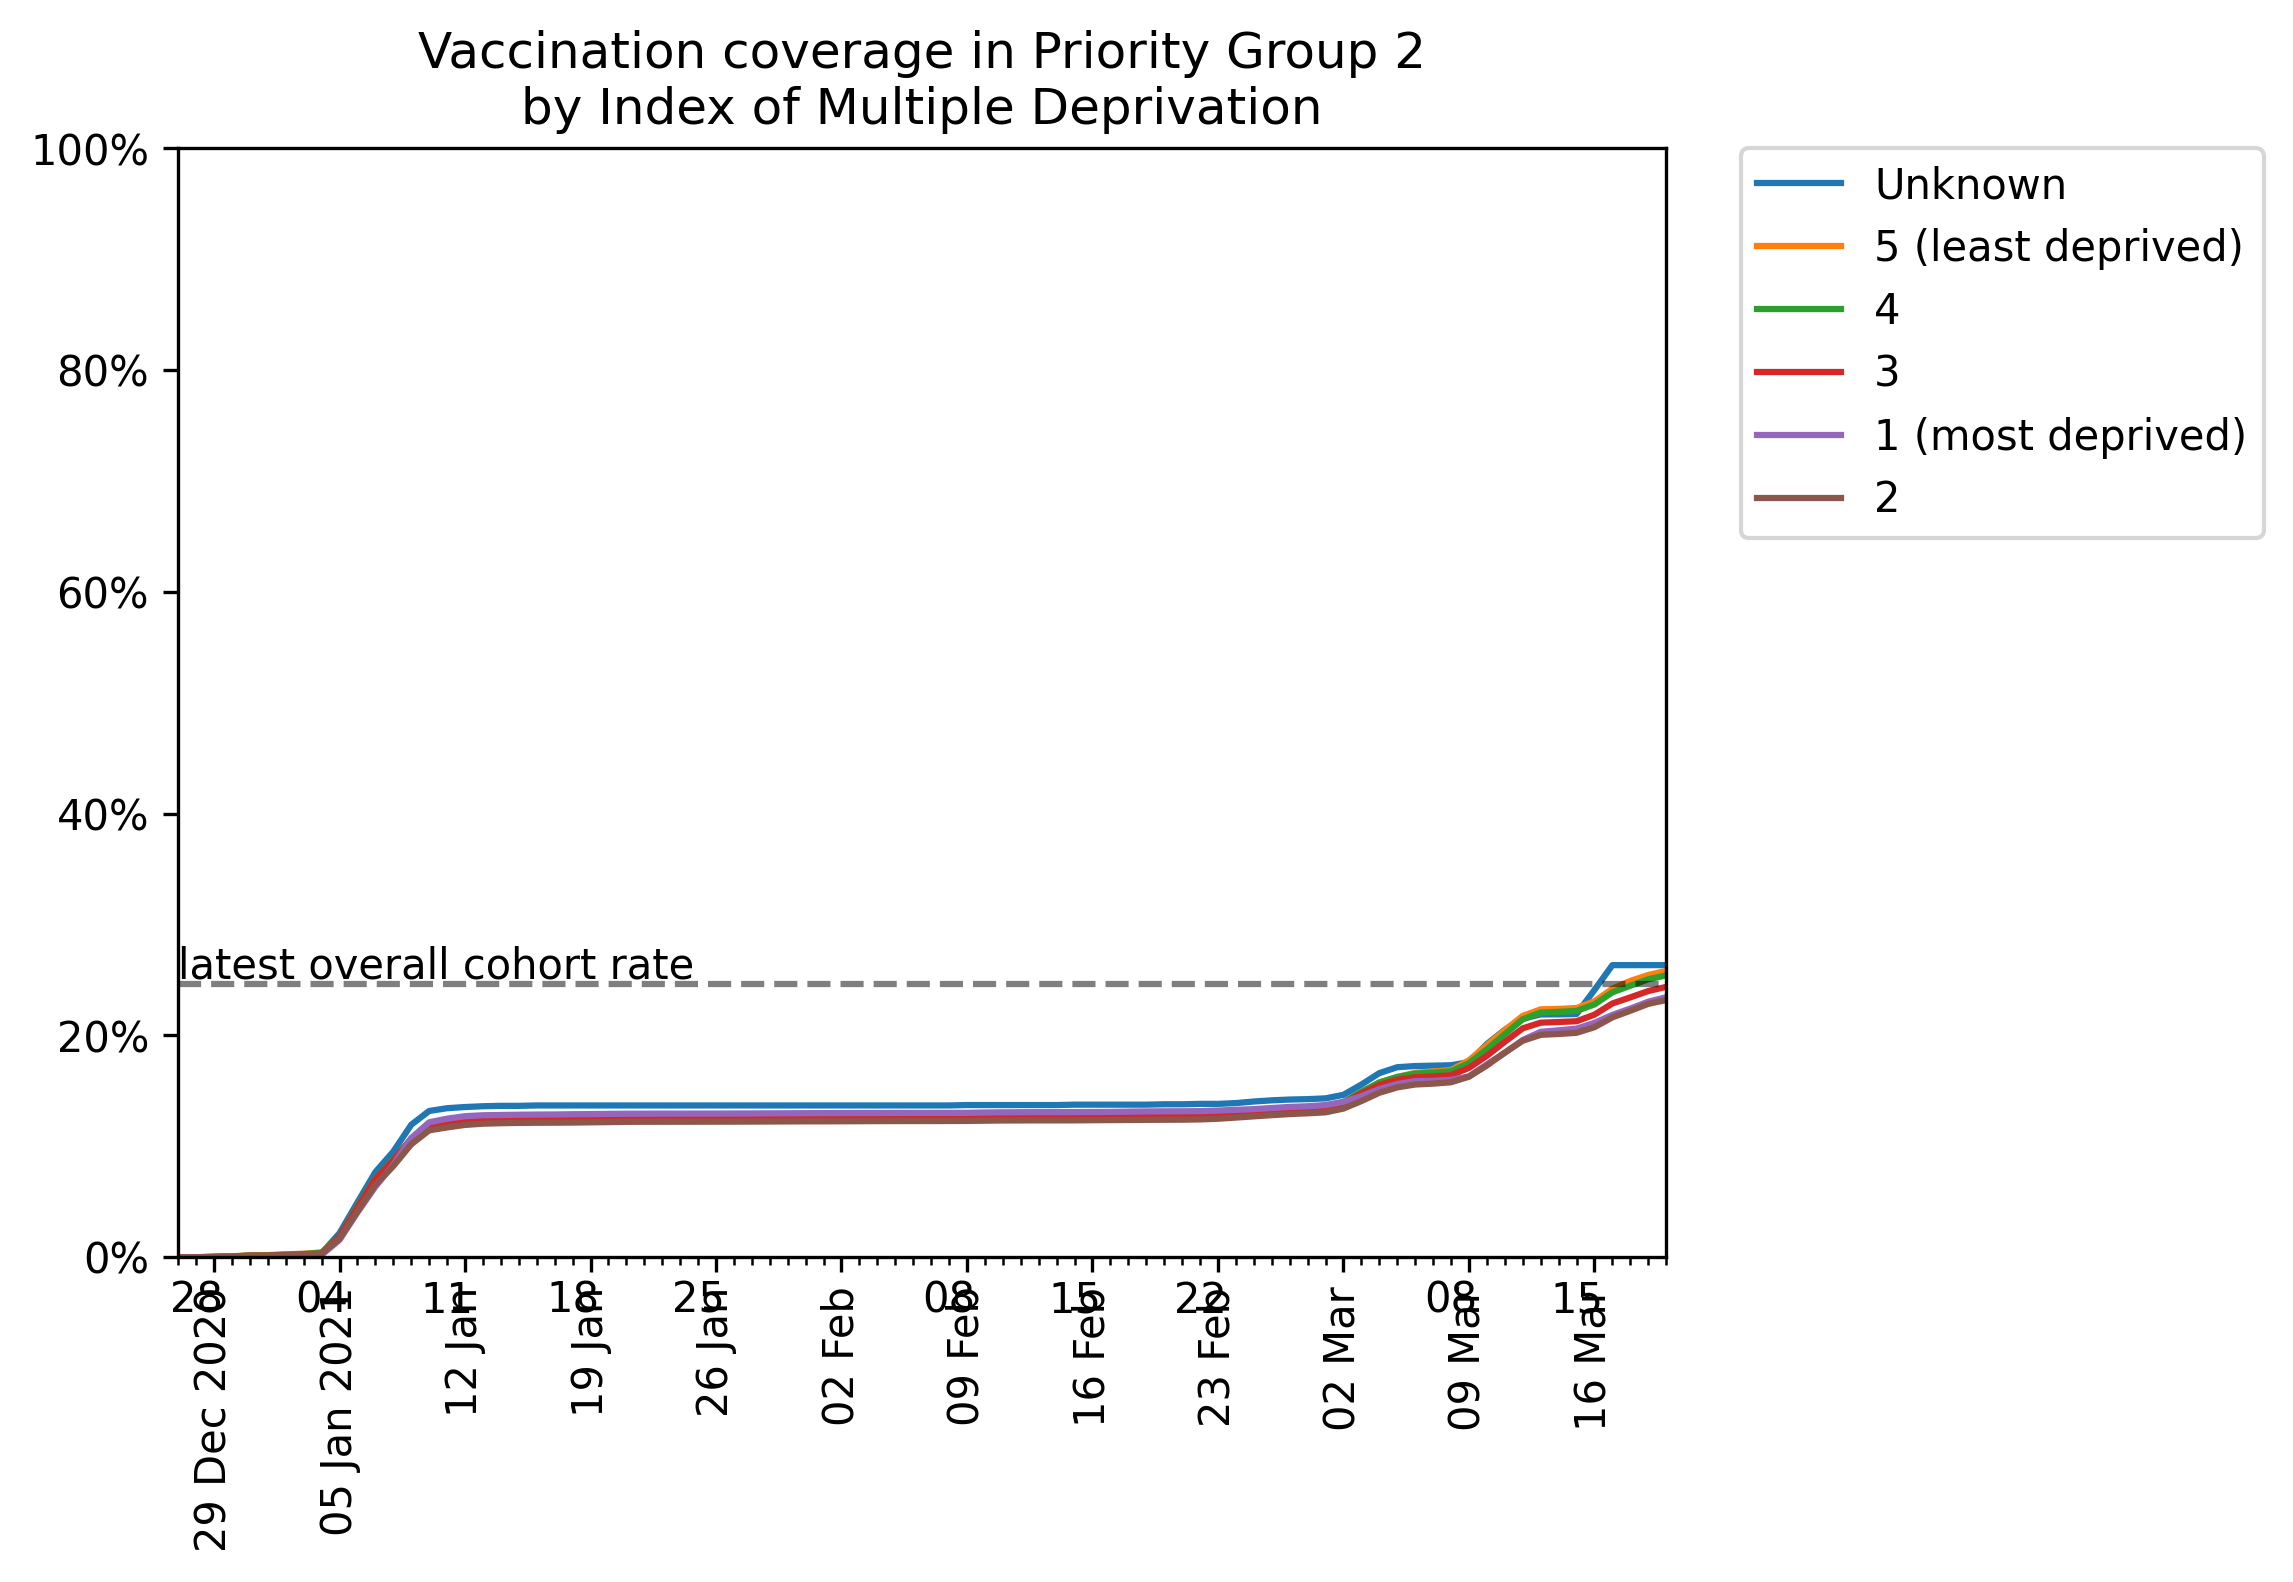 Vaccination coverage in Priority Group 2
by Index of Multiple Deprivation
100%
80%
60%
40%
20%
0%
latest overall cohort rate
Unknown
5 (least deprived)
4
3
1 (most deprived)
2
28
04
11
18
25
08
15
22
08
15
29 Dec 2020
05 Jan 2021
12 Jan
19 Jan
26 Jan
02 Feb
09 Feb
16 Feb
23 Feb
02 Mar
09 Mar
16 Mar